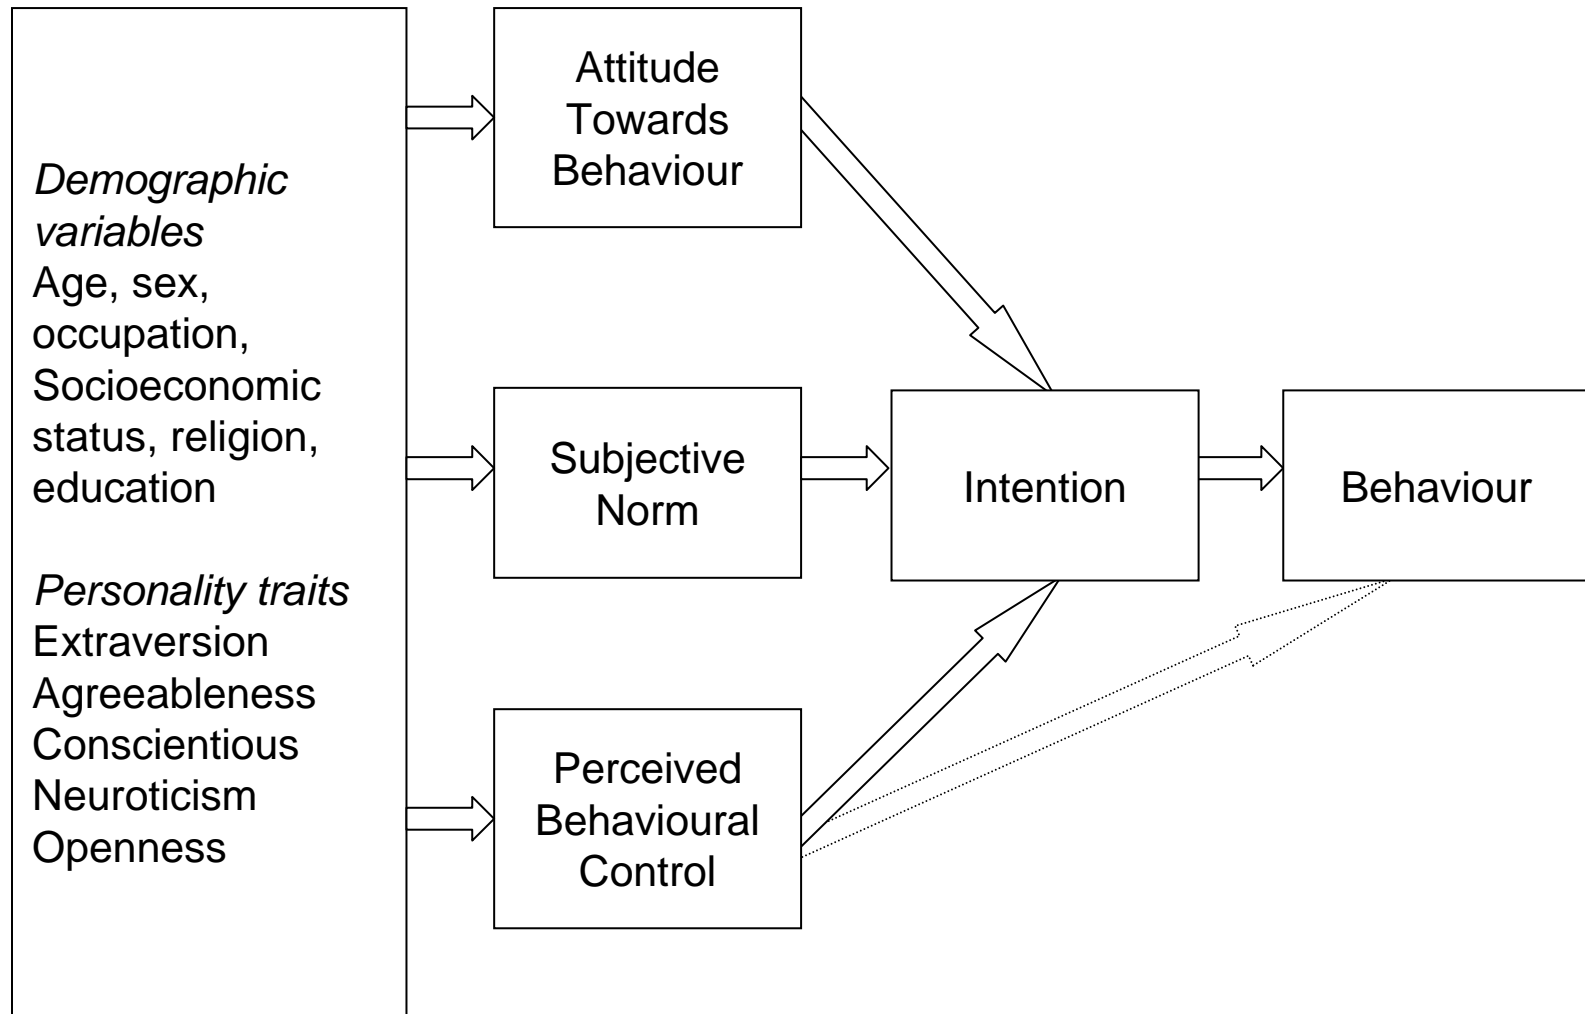 Demographic
variables
Age, sex,
occupation,
Socioeconomic
status, religion,
education
Personality traits
Extraversion
Agreeableness
Conscientious
Neuroticism
Openness
Attitude
Towards
Behaviour
Subjective
Norm
Perceived
Behavioural
Control
Intention
Behaviour